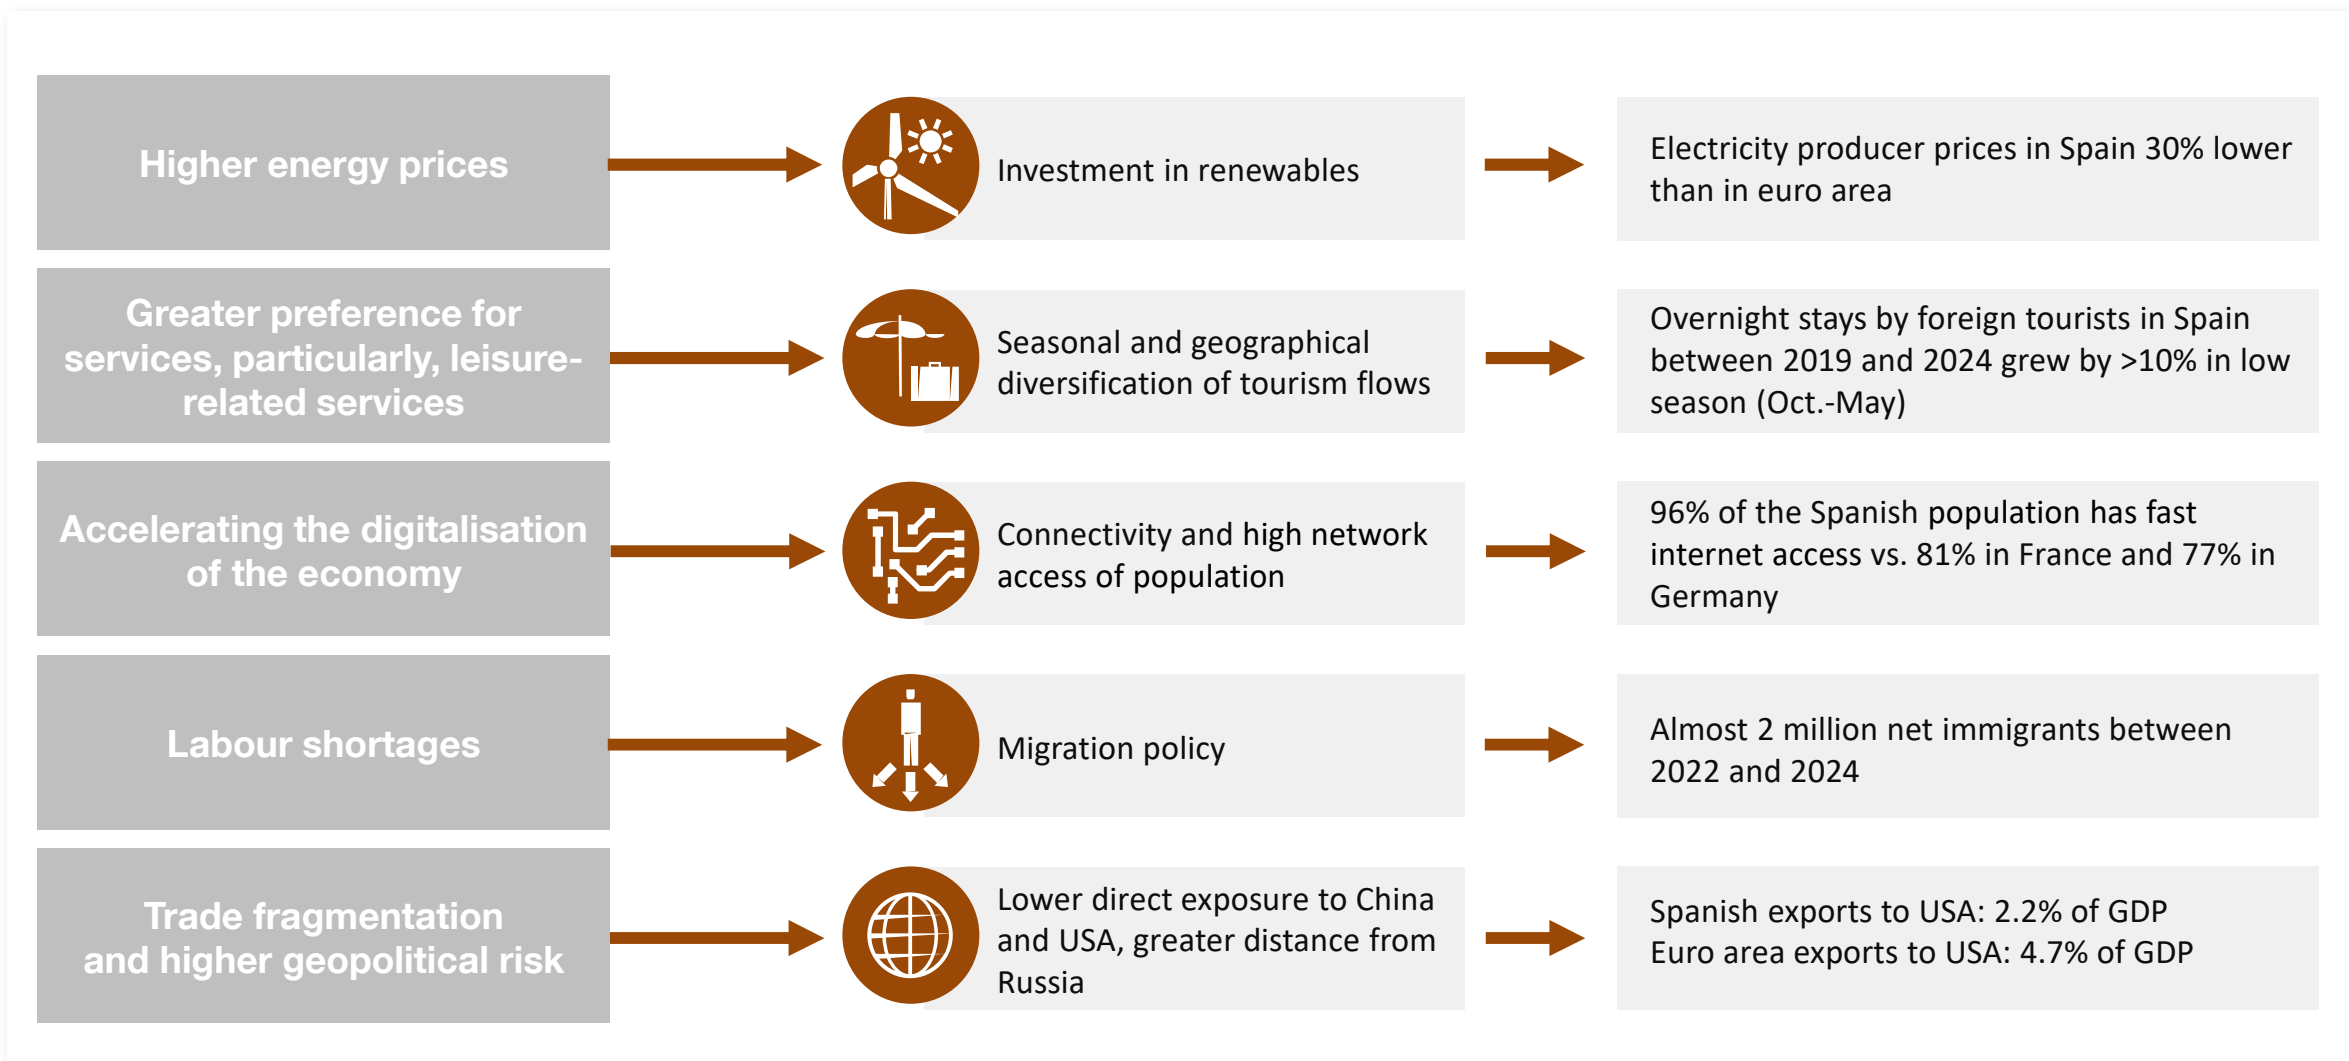 Higher energy prices
Investment in renewables
Electricity producer prices in Spain 30% lower
than in euro area
Greater preference for
services, particularly, leisure-
related services
Seasonal and geographical
diversification of tourism flows
Overnight stays by foreign tourists in Spain
between 2019 and 2024 grew by >10% in low
season (Oct.-May)
Accelerating the digitalisation
of the economy
Connectivity and high network
access of population
96% of the Spanish population has fast
internet access vs. 81% in France and 77% in
Germany
Labour shortages
Migration policy
Almost 2 million net immigrants between
2022 and 2024
Trade fragmentation
and higher geopolitical risk
Lower direct exposure to China
and USA, greater distance from
Russia
Spanish exports to USA: 2.2% of GDP
Euro area exports to USA: 4.7% of GDP